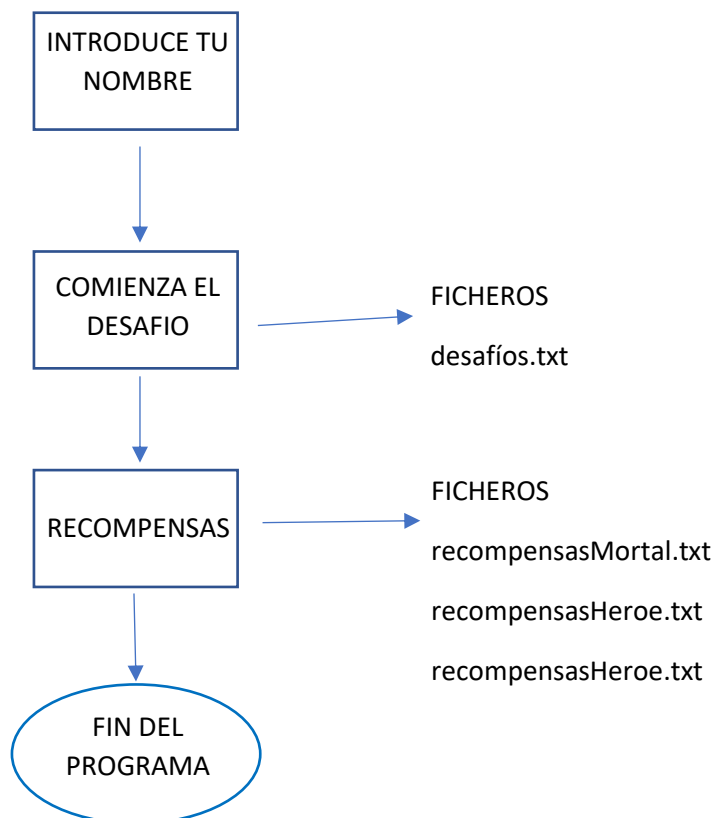 INTRODUCE TU
NOMBRE
COMIENZA EL
DESAFIO
FICHEROS
desafíos.txt
RECOMPENSAS
FICHEROS
recompensasMortal.txt
recompensasHeroe.txt
recompensasHeroe.txt
FIN DEL
PROGRAMA